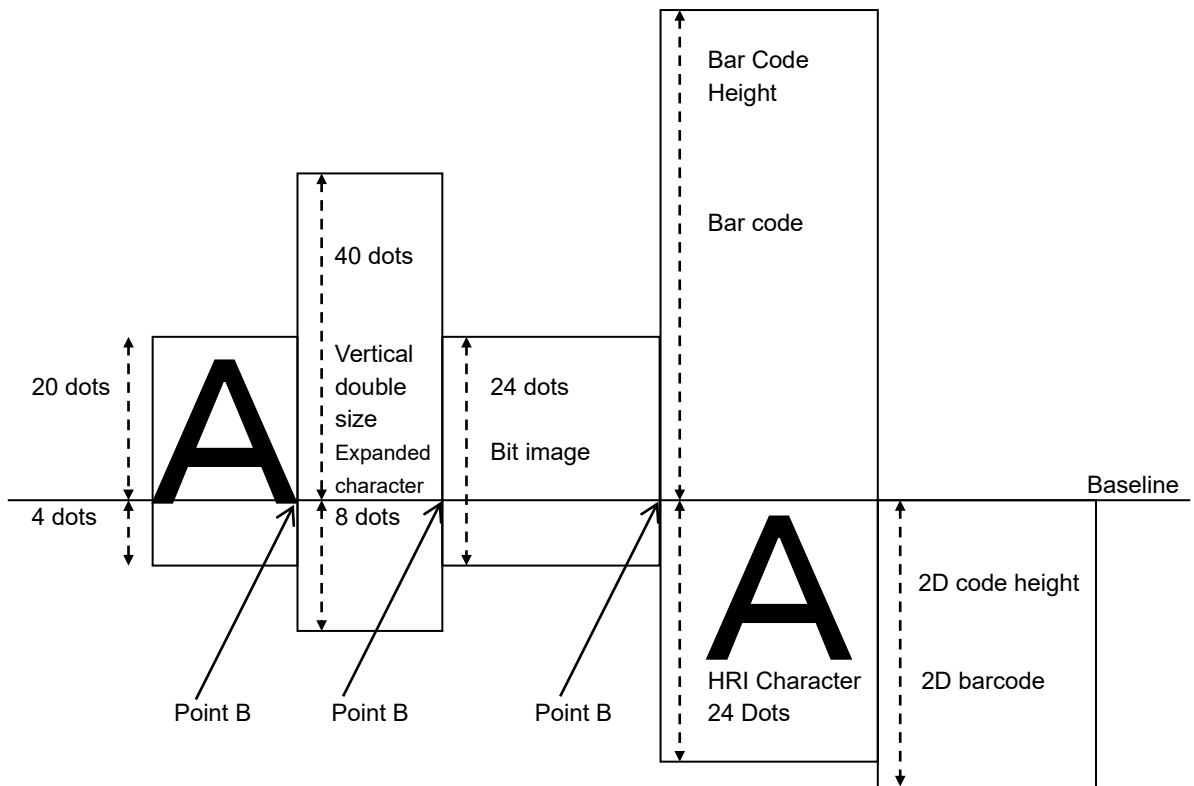 Bar Code
Height
Bar code
40 dots
Vertical
double
size
Expanded
character
20 dots
A
24 dots
Bit image
Baseline
4 dots
8 dots
A
2D code height
HRI Character
24 Dots
2D barcode
Point B
Point B
Point B